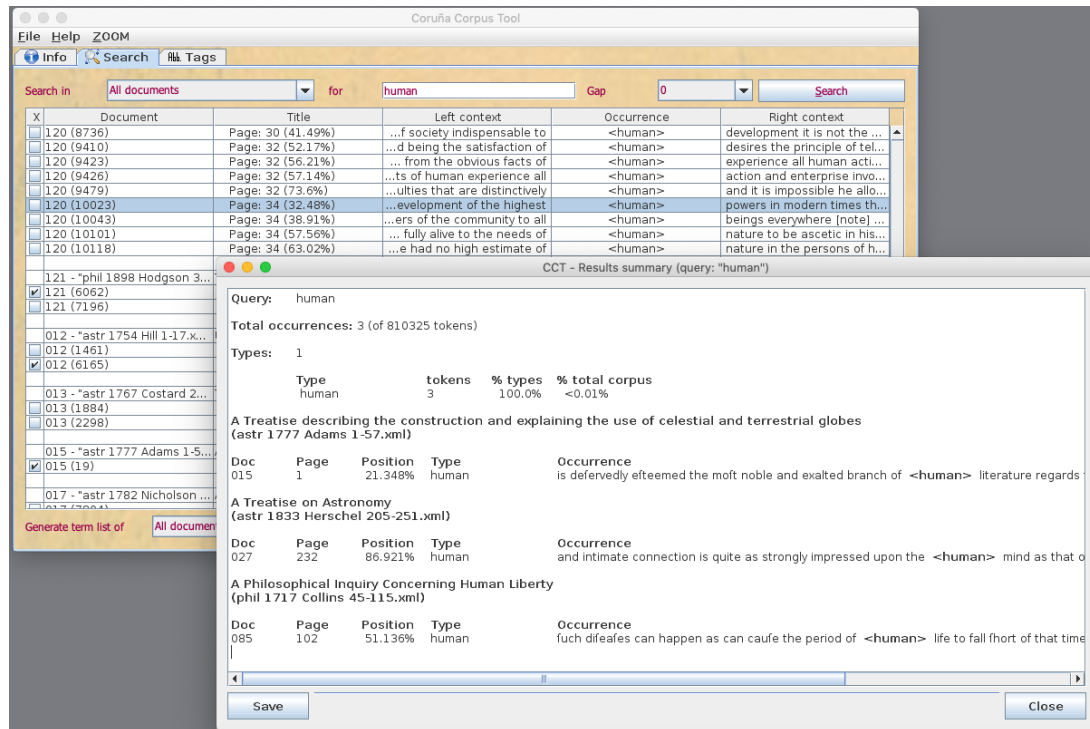 Coruña Corpus Tool
File Help ZOOM
Info Search Tags
Search in All documents for human Gap 0 Search
X Document Title Left context Occurrence Right context
120 (8736) Page: 30 (41.49%) ...f society indispensable to <human> development it is not the ...
120 (9410) Page: 32 (52.17%) ...d being the satisfaction of <human> desires the principle of tel...
120 (9423) Page: 32 (56.21%) ... from the obvious facts of <human> experience all human acti...
120 (9426) Page: 32 (57.14%) ...ts of human experience all <human> action and enterprise invo...
120 (9479) Page: 32 (73.6%) ...ulties that are distinctively <human> and it is impossible he allo...
120 (10023) Page: 34 (32.48%) ...evelopment of the highest <human> powers in modern times th...
120 (10043) Page: 34 (38.91%) ...ers of the community to all <human> beings everywhere [note] ...
120 (10101) Page: 34 (57.56%) ... fully alive to the needs of <human> nature to be ascetic in his...
120 (10118) Page: 34 (63.02%) ...e had no high estimate of <human> nature in the persons of h...
121 - "phil 1898 Hodgson 3...
121 (6062)
121 (7196)
012 - "astr 1754 Hill 1-17.x...
012 (1461)
012 (6165)
013 - "astr 1767 Costard 2...
013 (1884)
013 (2298)
015 - "astr 1777 Adams 1-5...
015 (19)
017 - "astr 1782 Nicholson ...
Generate term list of All documen
CCT - Results summary (query: "human")
Query: human
Total occurrences: 3 (of 810325 tokens)
Types: 1
Type tokens % types % total corpus
human 3 100.0% <0.01%
A Treatise describing the construction and explaining the use of celestial and terrestrial globes
(astr 1777 Adams 1-57.xml)
Doc Page Position Type Occurrence
015 1 21.348% human is deſervedly eſteemed the moſt noble and exalted branch of <human> literature regards
A Treatise on Astronomy
(astr 1833 Herschel 205-251.xml)
Doc Page Position Type Occurrence
027 232 86.921% human and intimate connection is quite as strongly impressed upon the <human> mind as that o
A Philosophical Inquiry Concerning Human Liberty
(phil 1717 Collins 45-115.xml)
Doc Page Position Type Occurrence
085 102 51.136% human ſuch diſeaſes can happen as can cauſe the period of <human> life to fall ſhort of that time
Save Close